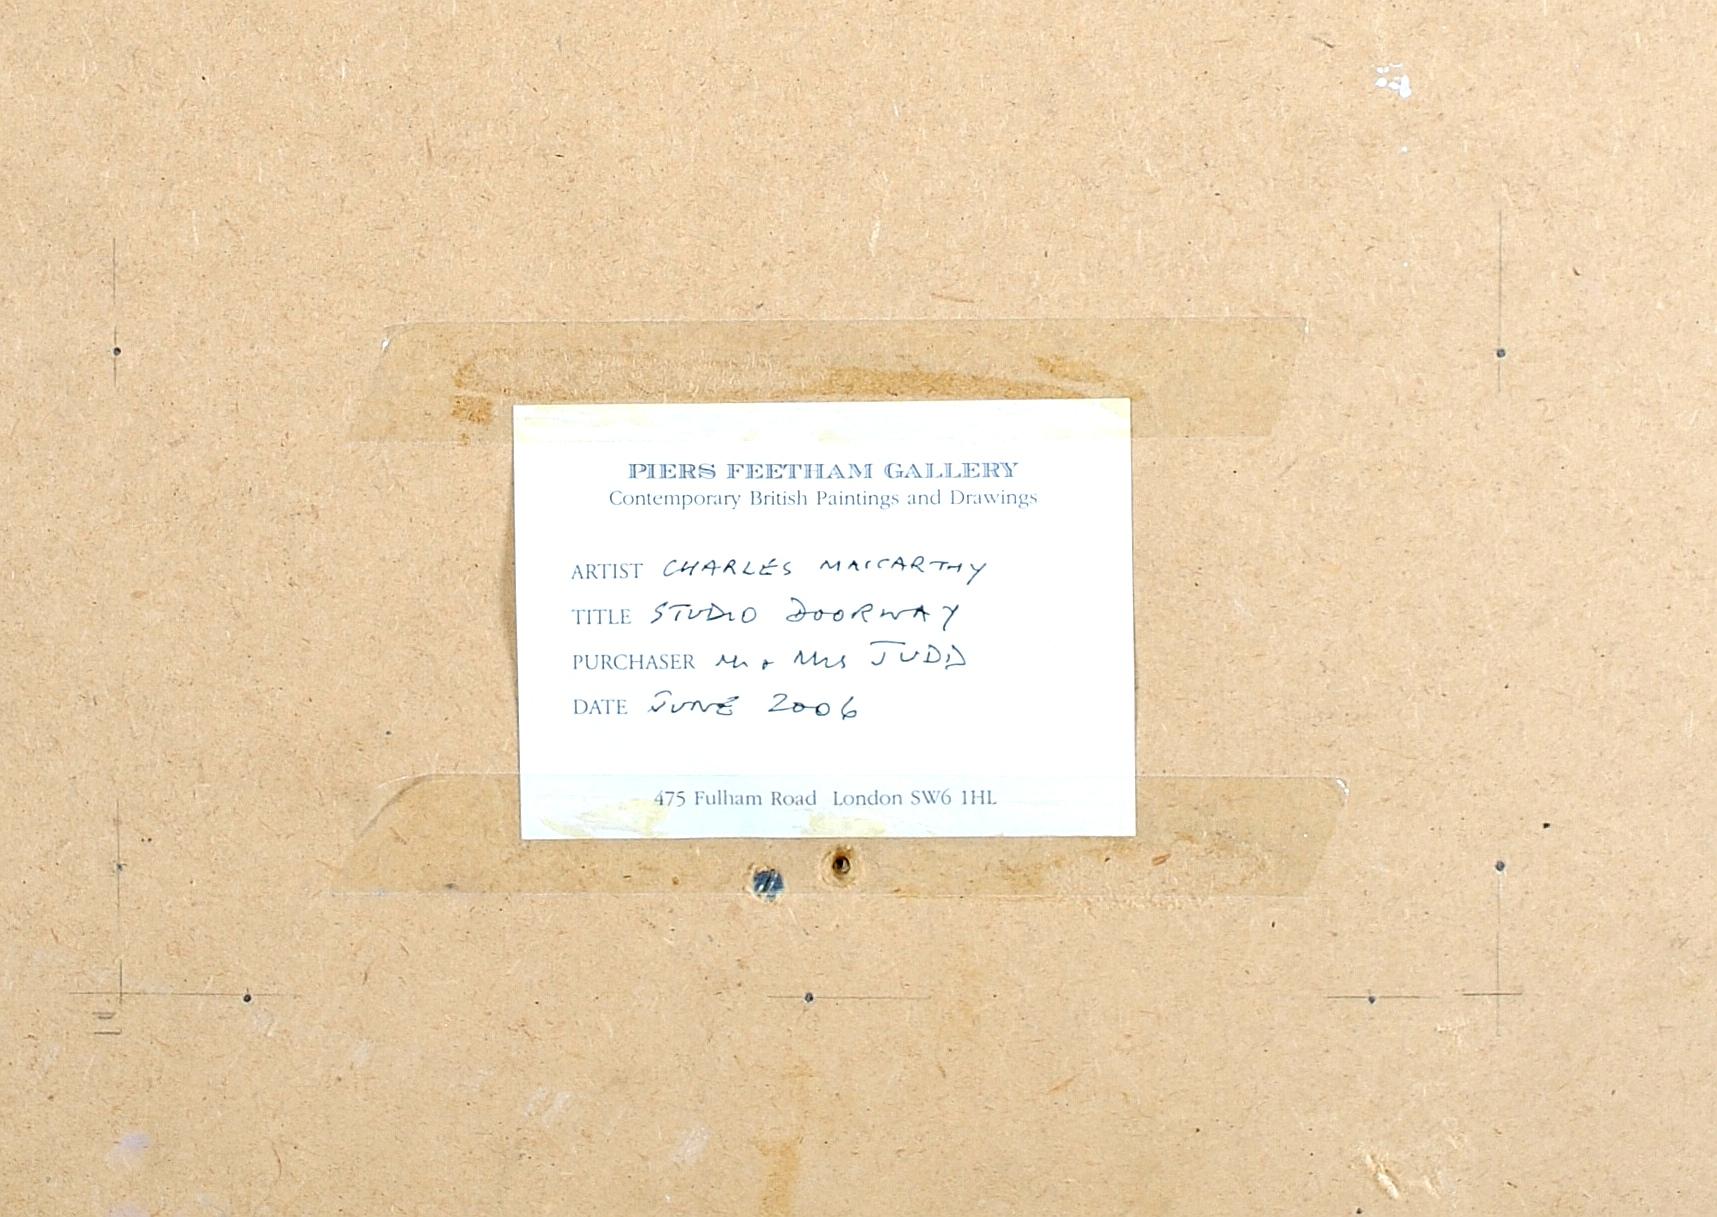 PIERS FEETHAM GALLERY
Contemporary British Paintings and Drawings
ARTIST CHARLES MACCARTHY
TITLE STUDIO DOORWAY
PURCHASER Mr + Mrs JUDD
DATE JUNE 2006
475 Fulham Road London SW6 1HL